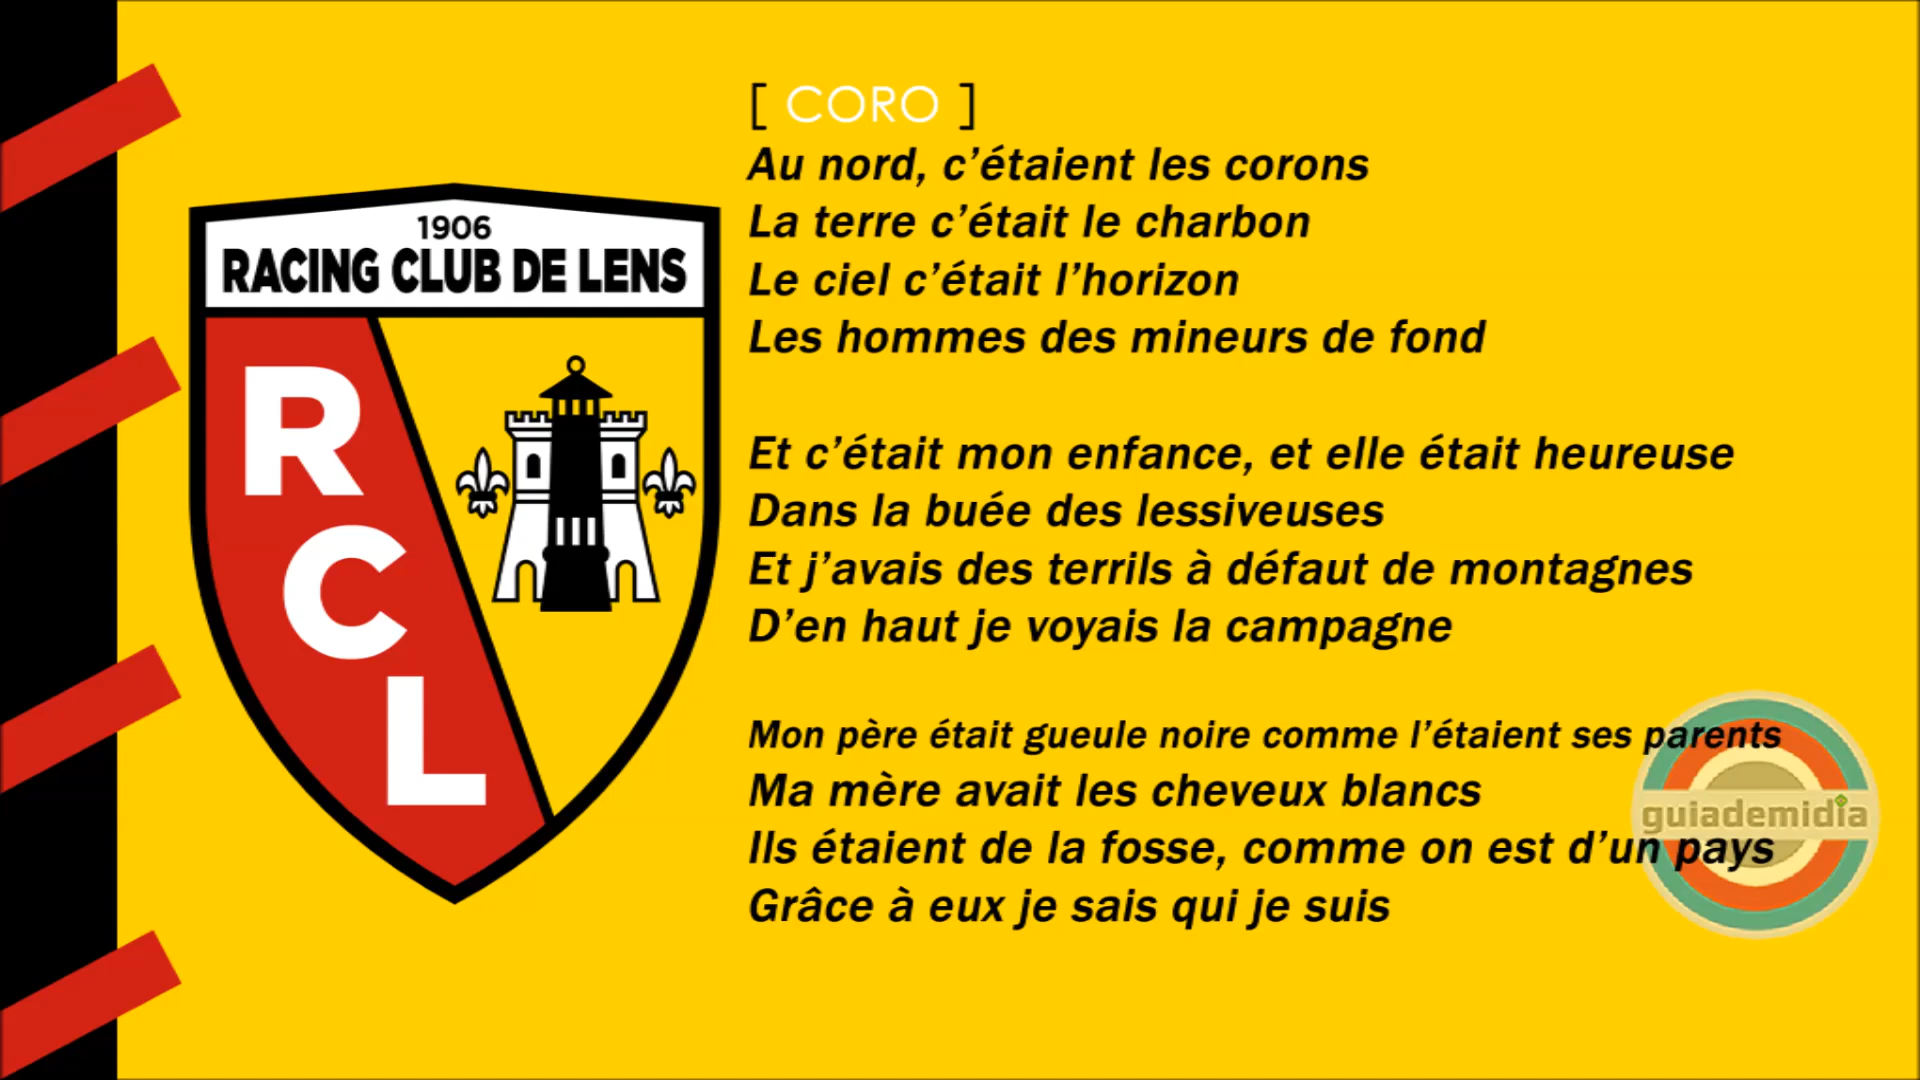 1906
RACING CLUB DE LENS
R
C
L
[ CORO ]
Au nord, c’étaient les corons
La terre c’était le charbon
Le ciel c’était l’horizon
Les hommes des mineurs de fond
Et c’était mon enfance, et elle était heureuse
Dans la buée des lessiveuses
Et j’avais des terrils à défaut de montagnes
D’en haut je voyais la campagne
Mon père était gueule noire comme l’étaient ses parents
Ma mère avait les cheveux blancs
Ils étaient de la fosse, comme on est d’un pays
Grâce à eux je sais qui je suis
guiademidia